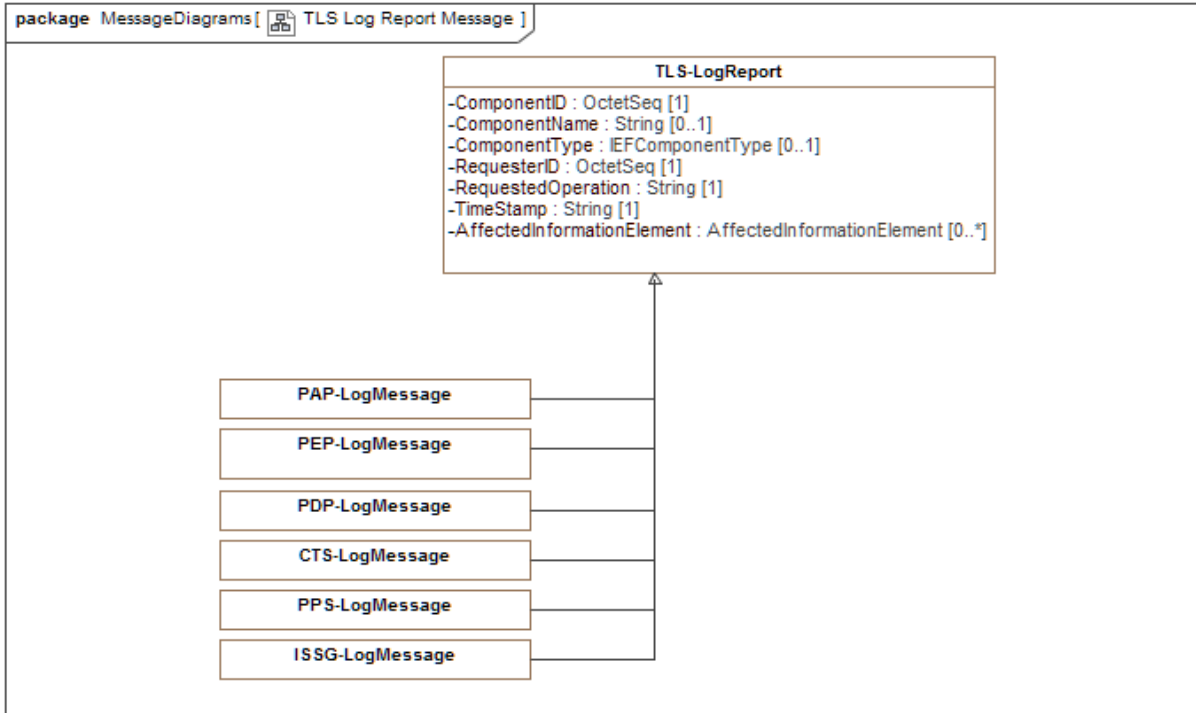 package MessageDiagrams[ TLS Log Report Message ]
TLS-LogReport
-ComponentID : OctetSeq [1]
-ComponentName : String [0..1]
-ComponentType : IEFComponentType [0..1]
-RequesterID : OctetSeq [1]
-RequestedOperation : String [1]
-TimeStamp : String [1]
-AffectedInformationElement : AffectedInformationElement [0..*]
PAP-LogMessage
PEP-LogMessage
PDP-LogMessage
CTS-LogMessage
PPS-LogMessage
ISSG-LogMessage